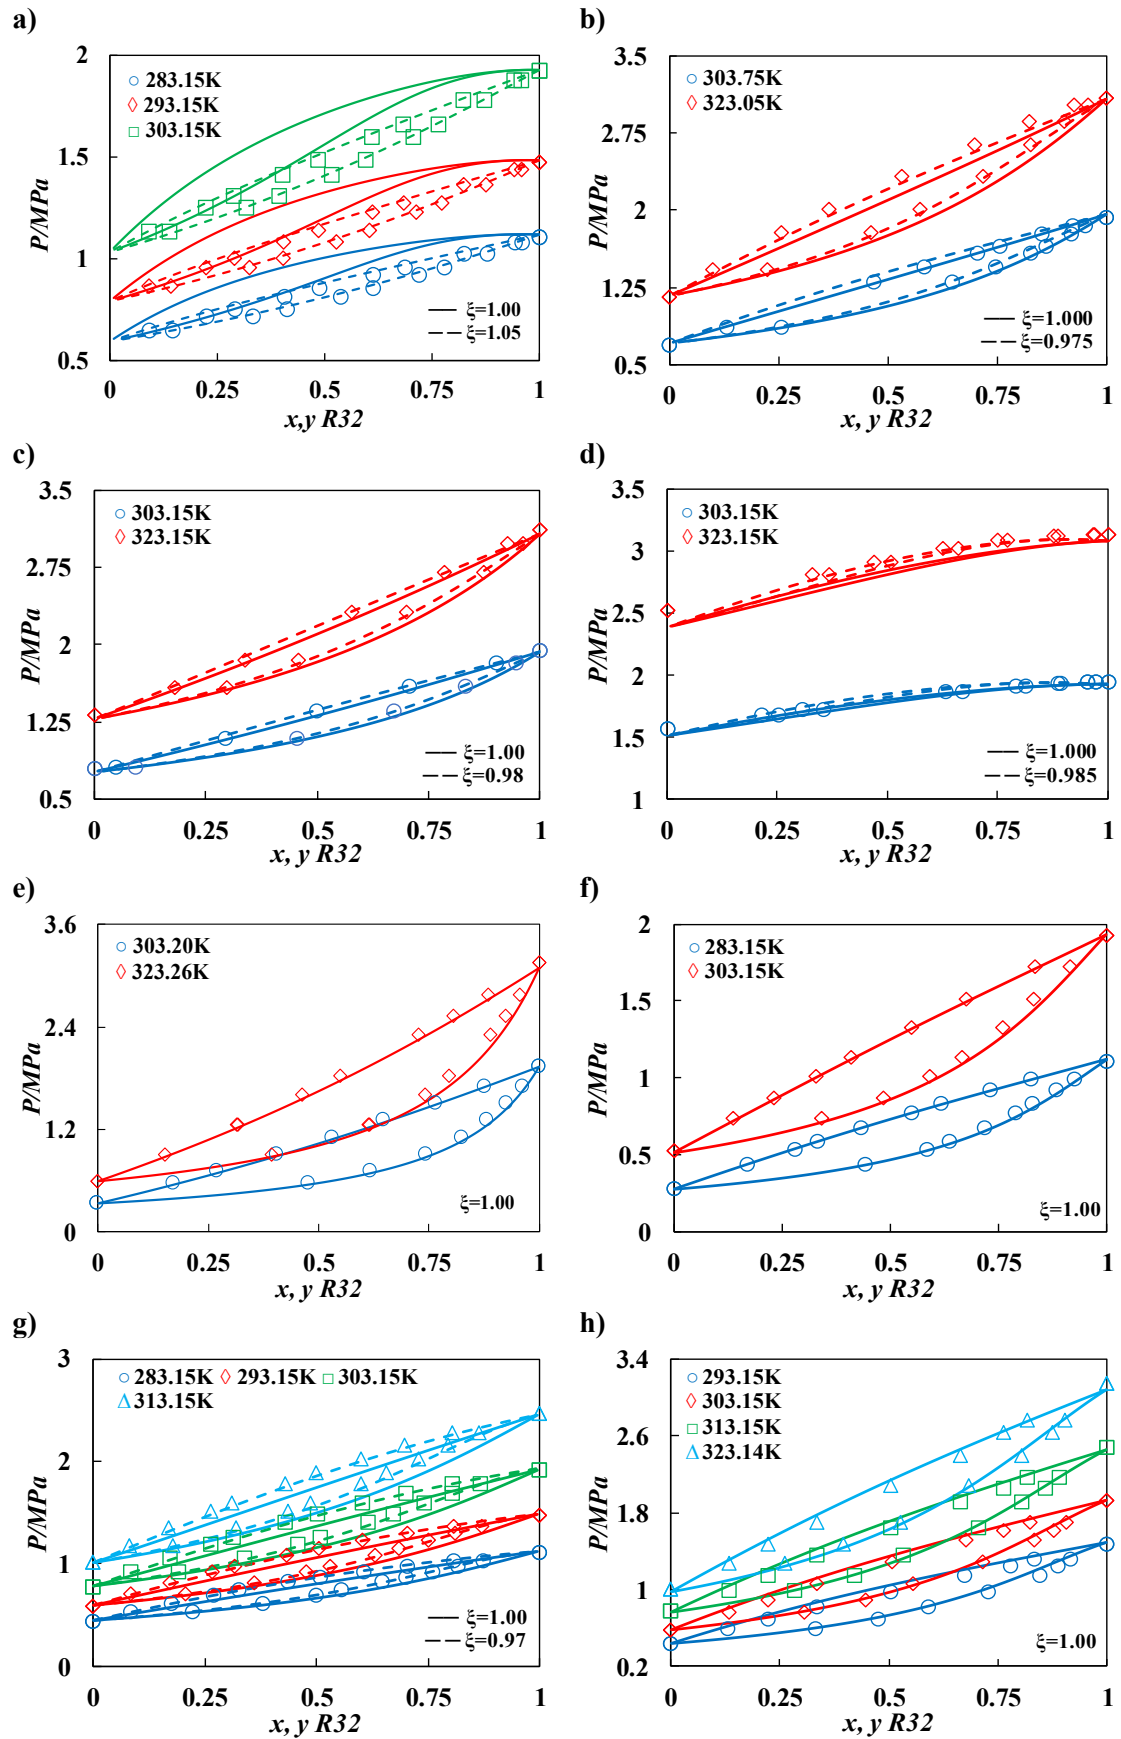 a)
2
1.5
1
0.5
P/MPa
283.15K
293.15K
303.15K
ξ=1.00
ξ=1.05
0 0.25 0.5 0.75 1
x,y R32
b)
3.5
2.75
2
1.25
0.5
P/MPa
303.75K
323.05K
ξ=1.000
ξ=0.975
0 0.25 0.5 0.75 1
x, y R32
c)
3.5
2.75
2
1.25
0.5
P/MPa
303.15K
323.15K
ξ=1.00
ξ=0.98
0 0.25 0.5 0.75 1
x, y R32
d)
3.5
3
2.5
2
1.5
1
P/MPa
303.15K
323.15K
ξ=1.000
ξ=0.985
0 0.25 0.5 0.75 1
x, y R32
e)
3.6
2.4
1.2
0
P/MPa
303.20K
323.26K
ξ=1.00
0 0.25 0.5 0.75 1
x, y R32
f)
2
1.5
1
0.5
0
P/MPa
283.15K
303.15K
ξ=1.00
0 0.25 0.5 0.75 1
x, y R32
g)
3
2
1
0
P/MPa
283.15K 293.15K 303.15K
313.15K
ξ=1.00
ξ=0.97
0 0.25 0.5 0.75 1
x, y R32
h)
3.4
2.6
1.8
1
0.2
P/MPa
293.15K
303.15K
313.15K
323.14K
ξ=1.00
0 0.25 0.5 0.75 1
x, y R32